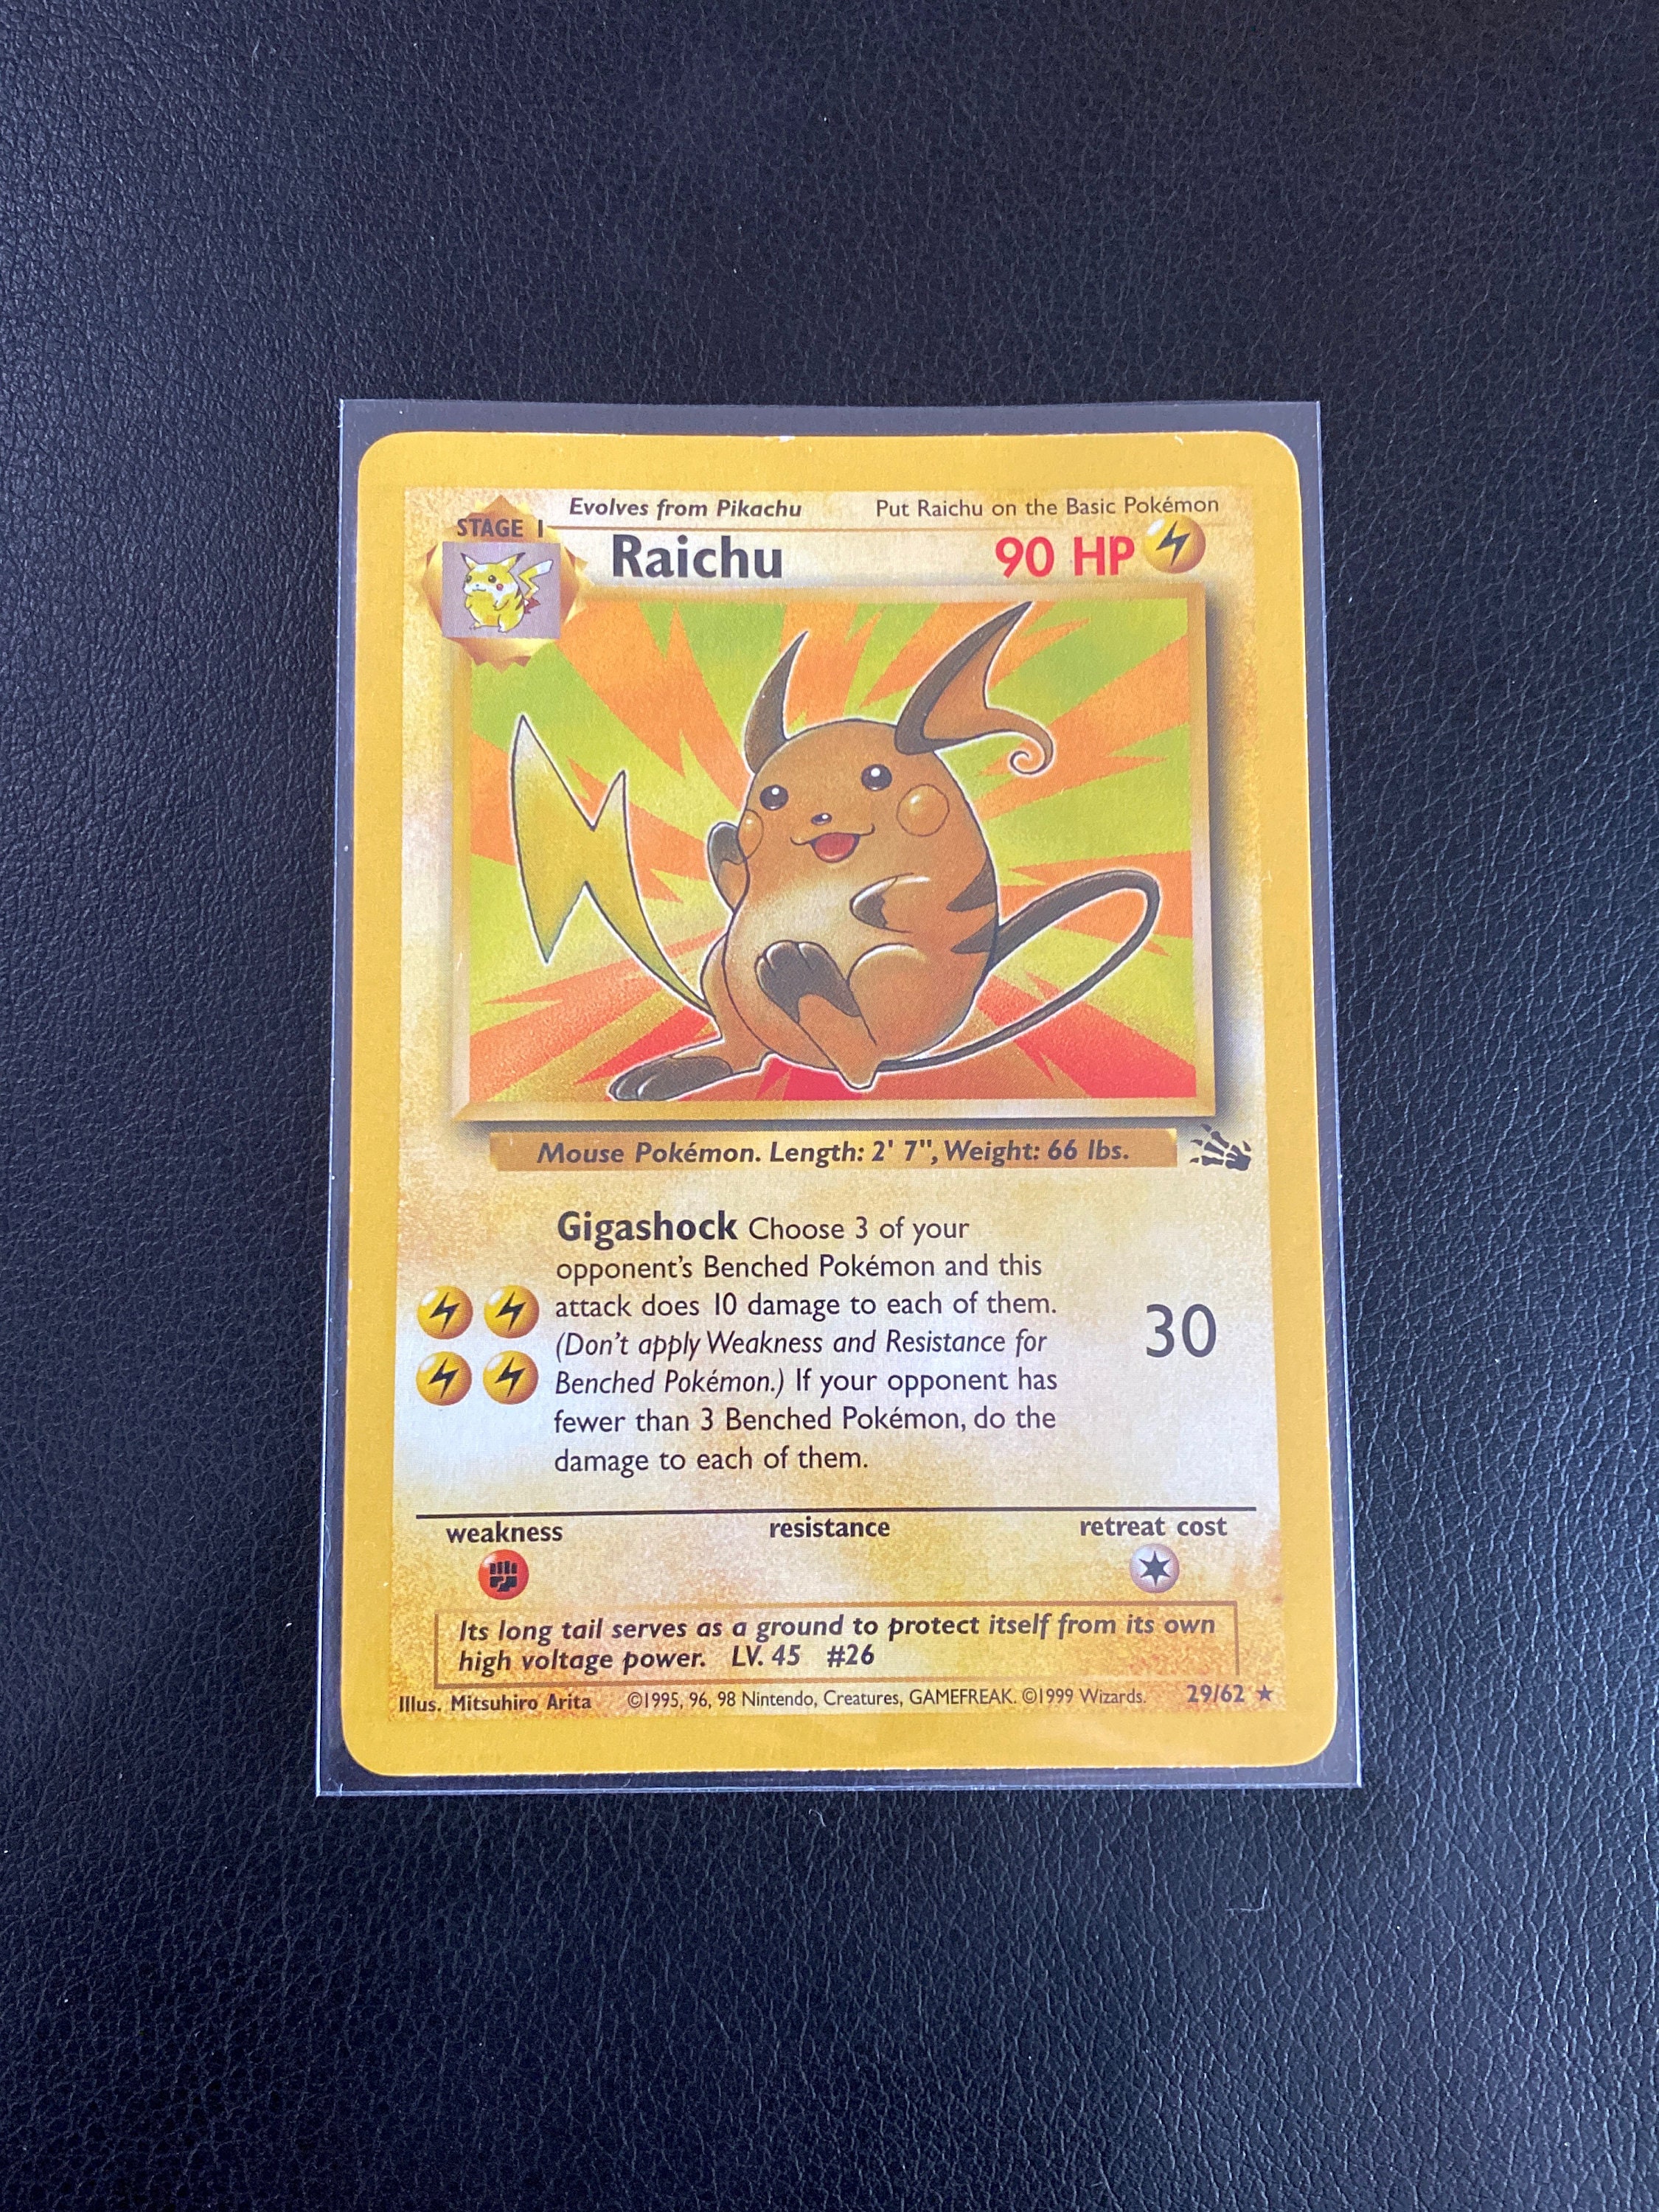 Evolves from Pikachu Put Raichu on the Basic Pokémon
STAGE 1
Raichu 90 HP
Mouse Pokémon. Length: 2' 7", Weight: 66 lbs.
Gigashock Choose 3 of your
opponent's Benched Pokémon and this
attack does 10 damage to each of them.
(Don't apply Weakness and Resistance for
Benched Pokémon.) If your opponent has
fewer than 3 Benched Pokémon, do the
damage to each of them.
30
weakness resistance retreat cost
Its long tail serves as a ground to protect itself from its own
high voltage power. LV. 45 #26
Illus. Mitsuhiro Arita ©1995, 96, 98 Nintendo, Creatures, GAMEFREAK. ©1999 Wizards. 29/62 ★